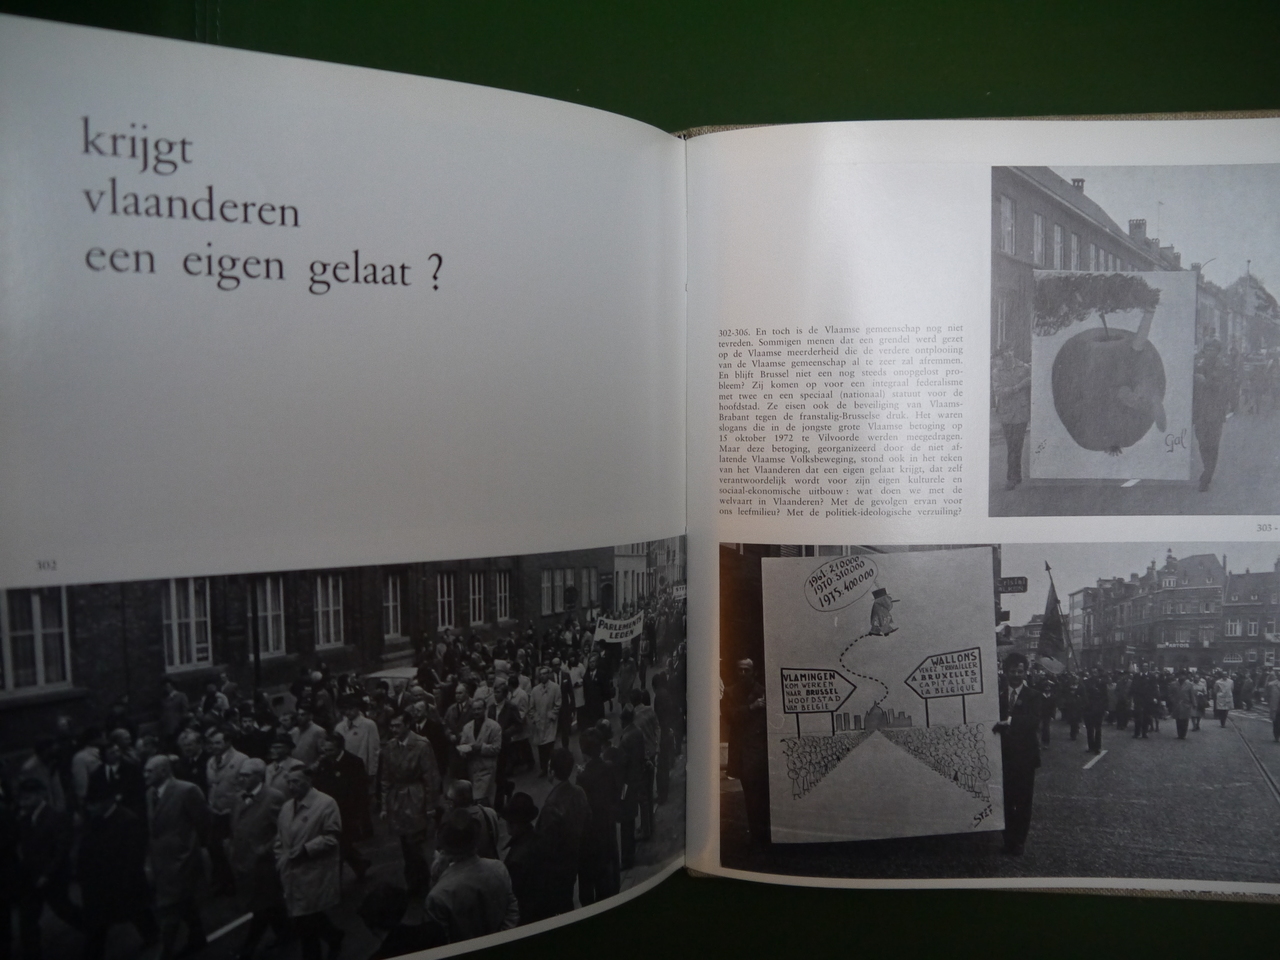 krijgt
vlaanderen
een eigen gelaat ?
302
302-306. En toch is de Vlaamse gemeenschap nog niet
tevreden. Sommigen menen dat een grendel werd gezet
op de Vlaamse meerderheid die de verdere ontplooiing
van de Vlaamse gemeenschap al te zeer zal afremmen.
En blijft Brussel niet een nog steeds onopgelost pro-
bleem? Zij komen op voor een integraal federalisme
met twee en een speciaal (nationaal) statuut voor de
hoofdstad. Ze eisen ook de beveiliging van Vlaams-
Brabant tegen de franstalig-Brusselse druk. Het waren
slogans die in de jongste grote Vlaamse betoging op
15 oktober 1972 te Vilvoorde werden meegedragen.
Maar deze betoging, georganizeerd door de niet af-
latende Vlaamse Volksbeweging, stond ook in het teken
van het Vlaanderen dat een eigen gelaat krijgt, dat zelf
verantwoordelijk wordt voor zijn eigen kulturele en
sociaal-ekonomische uitbouw : wat doen we met de
welvaart in Vlaanderen? Met de gevolgen ervan voor
ons leefmilieu? Met de politiek-ideologische verzuiling?
Gal
303
PARLEMENTS
LEDEN
1961: 210000
1970: 310.000
1975: 400000
VLAMINGEN
KOM WERKEN
NAAR BRUSSEL
HOOFDSTAD
VAN BELGIE
WALLONS
VENEZ TRAVAILLER
A BRUXELLES
CAPITALE DE
LA BELGIQUE